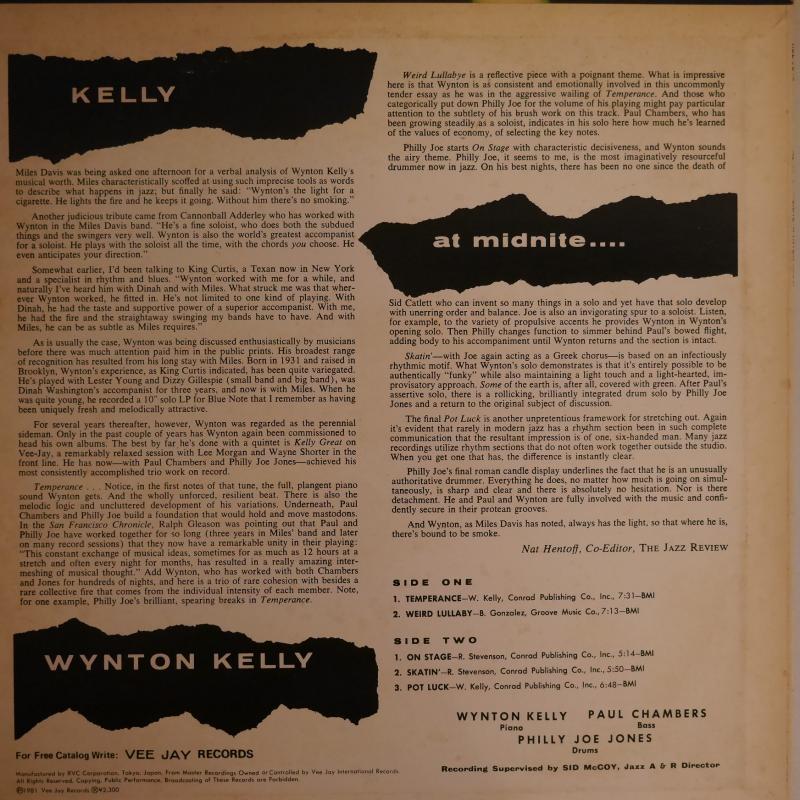 KELLY
Miles Davis was being asked one afternoon for a verbal analysis of Wynton Kelly's
musical worth. Miles characteristically scoffed at using such imprecise tools as words
to describe what happens in jazz; but finally he said: "Wynton's the light for a
cigarette. He lights the fire and he keeps it going. Without him there's no smoking."
Another judicious tribute came from Cannonball Adderley who has worked with
Wynton in the Miles Davis band. "He's a fine soloist, who does both the subdued
things and the swingers very well. Wynton is also the world's greatest accompanist
for a soloist. He plays with the soloist all the time, with the chords you choose. He
even anticipates your direction."
Somewhat earlier, I'd been talking to King Curtis, a Texan now in New York
and a specialist in rhythm and blues. "Wynton worked with me for a while, and
naturally I've heard him with Dinah and with Miles. What struck me was that wher-
ever Wynton worked, he fitted in. He's not limited to one kind of playing. With
Dinah, he had the taste and supportive power of a superior accompanist. With me,
he had the fire and the straightaway swinging my bands have to have. And with
Miles, he can be as subtle as Miles requires."
As is usually the case, Wynton was being discussed enthusiastically by musicians
before there was much attention paid him in the public prints. His broadest range
of recognition has resulted from his long stay with Miles. Born in 1931 and raised in
Brooklyn, Wynton's experience, as King Curtis indicated, has been quite variegated.
He's played with Lester Young and Dizzy Gillespie (small band and big band), was
Dinah Washington's accompanist for three years, and now is with Miles. When he
was quite young, he recorded a 10" solo LP for Blue Note that I remember as having
been uniquely fresh and melodically attractive.
For several years thereafter, however, Wynton was regarded as the perennial
sideman. Only in the past couple of years has Wynton again been commissioned to
head his own albums. The best by far he's done with a quintet is Kelly Great on
Vee-Jay, a remarkably relaxed session with Lee Morgan and Wayne Shorter in the
front line. He has now—with Paul Chambers and Philly Joe Jones—achieved his
most consistently accomplished trio work on record.
Temperance . . . Notice, in the first notes of that tune, the full, plangent piano
sound Wynton gets. And the wholly unforced, resilient beat. There is also the
melodic logic and uncluttered development of his variations. Underneath, Paul
Chambers and Philly Joe build a foundation that would hold and move mastodons.
In the San Francisco Chronicle, Ralph Gleason was pointing out that Paul and
Philly Joe have worked together for so long (three years in Miles' band and later
on many record sessions) that they now have a remarkable unity in their playing:
"This constant exchange of musical ideas, sometimes for as much as 12 hours at a
stretch and often every night for months, has resulted in a really amazing inter-
meshing of musical thought." Add Wynton, who has worked with both Chambers
and Jones for hundreds of nights, and here is a trio of rare cohesion with besides a
rare collective fire that comes from the individual intensity of each member. Note,
for one example, Philly Joe's brilliant, spearing breaks in Temperance.
WYNTON KELLY
For Free Catalog Write: VEE JAY RECORDS
Manufactured by RVC Corporation, Tokyo, Japan, From Master Recordings Owned or Controlled by Vee Jay International Records.
All Rights Reserved. Copying, Public Performance, Broadcasting of These Records are Forbidden.
Ⓟ1981 Vee Jay Records Ⓡ¥2,300
Weird Lullabye is a reflective piece with a poignant theme. What is impressive
here is that Wynton is as consistent and emotionally involved in this uncommonly
tender essay as he was in the aggressive wailing of Temperance. And those who
categorically put down Philly Joe for the volume of his playing might pay particular
attention to the subtlety of his brush work on this track. Paul Chambers, who has
been growing steadily as a soloist, indicates in his solo here how much he's learned
of the values of economy, of selecting the key notes.
Philly Joe starts On Stage with characteristic decisiveness, and Wynton sounds
the airy theme. Philly Joe, it seems to me, is the most imaginatively resourceful
drummer now in jazz. On his best nights, there has been no one since the death of
at midnite....
Sid Catlett who can invent so many things in a solo and yet have that solo develop
with unerring order and balance. Joe is also an invigorating spur to a soloist. Listen,
for example, to the variety of propulsive accents he provides Wynton in Wynton's
opening solo. Then Philly changes function to simmer behind Paul's bowed flight,
adding body to his accompaniment until Wynton returns and the section is intact.
Skatin'—with Joe again acting as a Greek chorus—is based on an infectiously
rhythmic motif. What Wynton's solo demonstrates is that it's entirely possible to be
authentically "funky" while also maintaining a light touch and a light-hearted, im-
provisatory approach. Some of the earth is, after all, covered with green. After Paul's
assertive solo, there is a rollicking, brilliantly integrated drum solo by Philly Joe
Jones and a return to the original subject of discussion.
The final Pot Luck is another unpretentious framework for stretching out. Again
it's evident that rarely in modern jazz has a rhythm section been in such complete
communication that the resultant impression is of one, six-handed man. Many jazz
recordings utilize rhythm sections that do not often work together outside the studio.
When you get one that has, the difference is instantly clear.
Philly Joe's final roman candle display underlines the fact that he is an unusually
authoritative drummer. Everything he does, no matter how much is going on simul-
taneously, is sharp and clear and there is absolutely no hesitation. Nor is there
detachment. He and Paul and Wynton are fully involved with the music and confi-
dently secure in their protean grooves.
And Wynton, as Miles Davis has noted, always has the light, so that where he is,
there's bound to be smoke.
Nat Hentoff, Co-Editor, THE JAZZ REVIEW
SIDE ONE
1. TEMPERANCE—W. Kelly, Conrad Publishing Co., Inc., 7:31—BMI
2. WEIRD LULLABY—B. Gonzalez, Groove Music Co., 7:13—BMI
SIDE TWO
1. ON STAGE—R. Stevenson, Conrad Publishing Co., Inc., 5:14—BMI
2. SKATIN'—R. Stevenson, Conrad Publishing Co., Inc., 5:50—BMI
3. POT LUCK—W. Kelly, Conrad Publishing Co., Inc., 6:48—BMI
WYNTON KELLY PAUL CHAMBERS
Piano Bass
PHILLY JOE JONES
Drums
Recording Supervised by SID McCOY, Jazz A & R Director